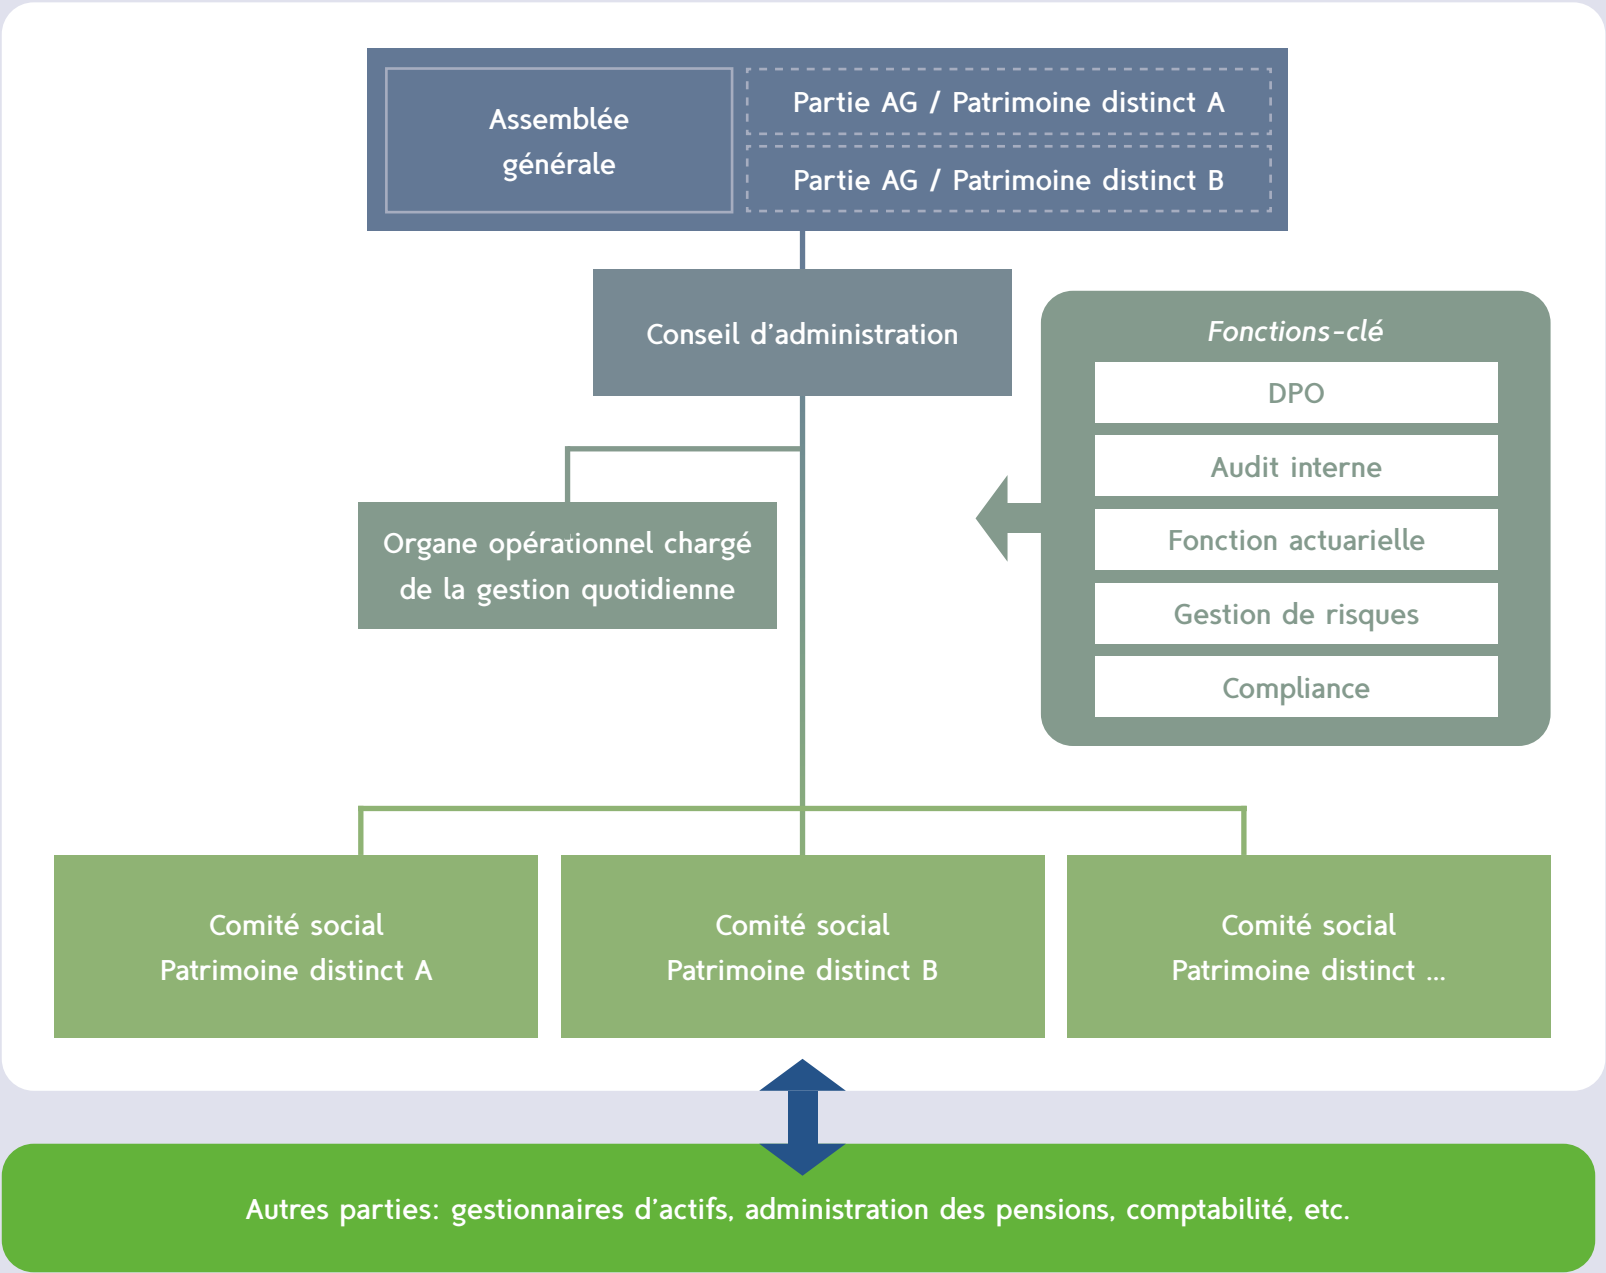 Assemblée
générale
Partie AG / Patrimoine distinct A
Partie AG / Patrimoine distinct B
Conseil d'administration
Fonctions-clé
DPO
Audit interne
Fonction actuarielle
Gestion de risques
Compliance
Organe opérationnel chargé
de la gestion quotidienne
Comité social
Patrimoine distinct A
Comité social
Patrimoine distinct B
Comité social
Patrimoine distinct ...
Autres parties: gestionnaires d'actifs, administration des pensions, comptabilité, etc.